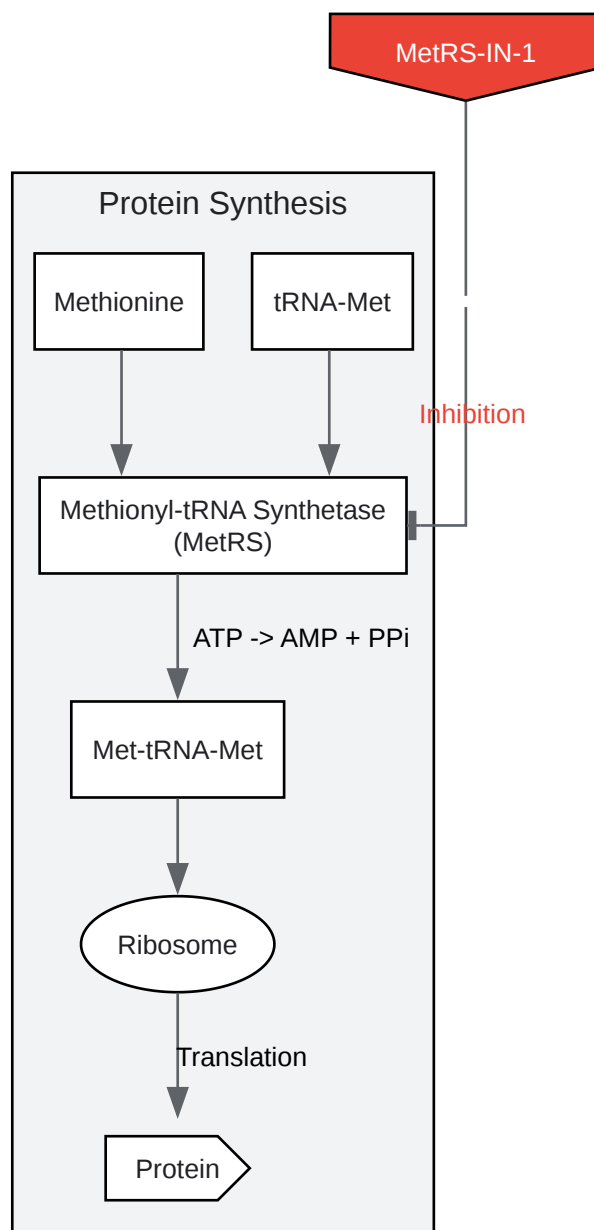 MetRS-IN-1
Protein Synthesis
Methionine
tRNA-Met
Inhibition
Methionyl-tRNA Synthetase
(MetRS)
ATP -> AMP + PPi
Met-tRNA-Met
Ribosome
Translation
Protein